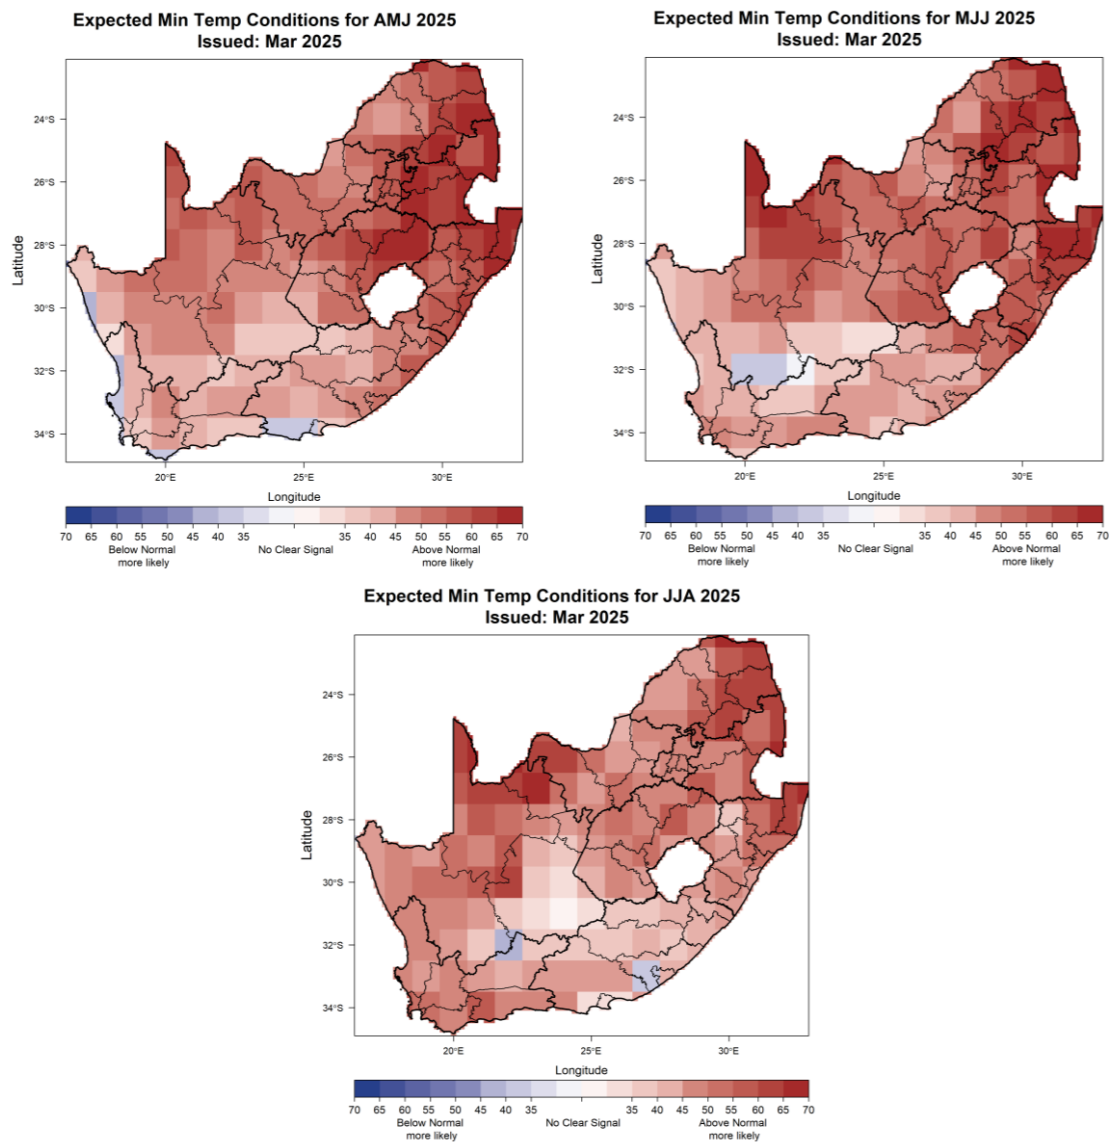 Expected Min Temp Conditions for AMJ 2025
Issued: Mar 2025
24°S
26°S
28°S
30°S
32°S
34°S
Latitude
20°E 25°E 30°E
Longitude
70 65 60 55 50 45 40 35 35 40 45 50 55 60 65 70
Below Normal No Clear Signal Above Normal
more likely more likely
Expected Min Temp Conditions for MJJ 2025
Issued: Mar 2025
24°S
26°S
28°S
30°S
32°S
34°S
Latitude
20°E 25°E 30°E
Longitude
70 65 60 55 50 45 40 35 35 40 45 50 55 60 65 70
Below Normal No Clear Signal Above Normal
more likely more likely
Expected Min Temp Conditions for JJA 2025
Issued: Mar 2025
24°S
26°S
28°S
30°S
32°S
34°S
Latitude
20°E 25°E 30°E
Longitude
70 65 60 55 50 45 40 35 35 40 45 50 55 60 65 70
Below Normal No Clear Signal Above Normal
more likely more likely